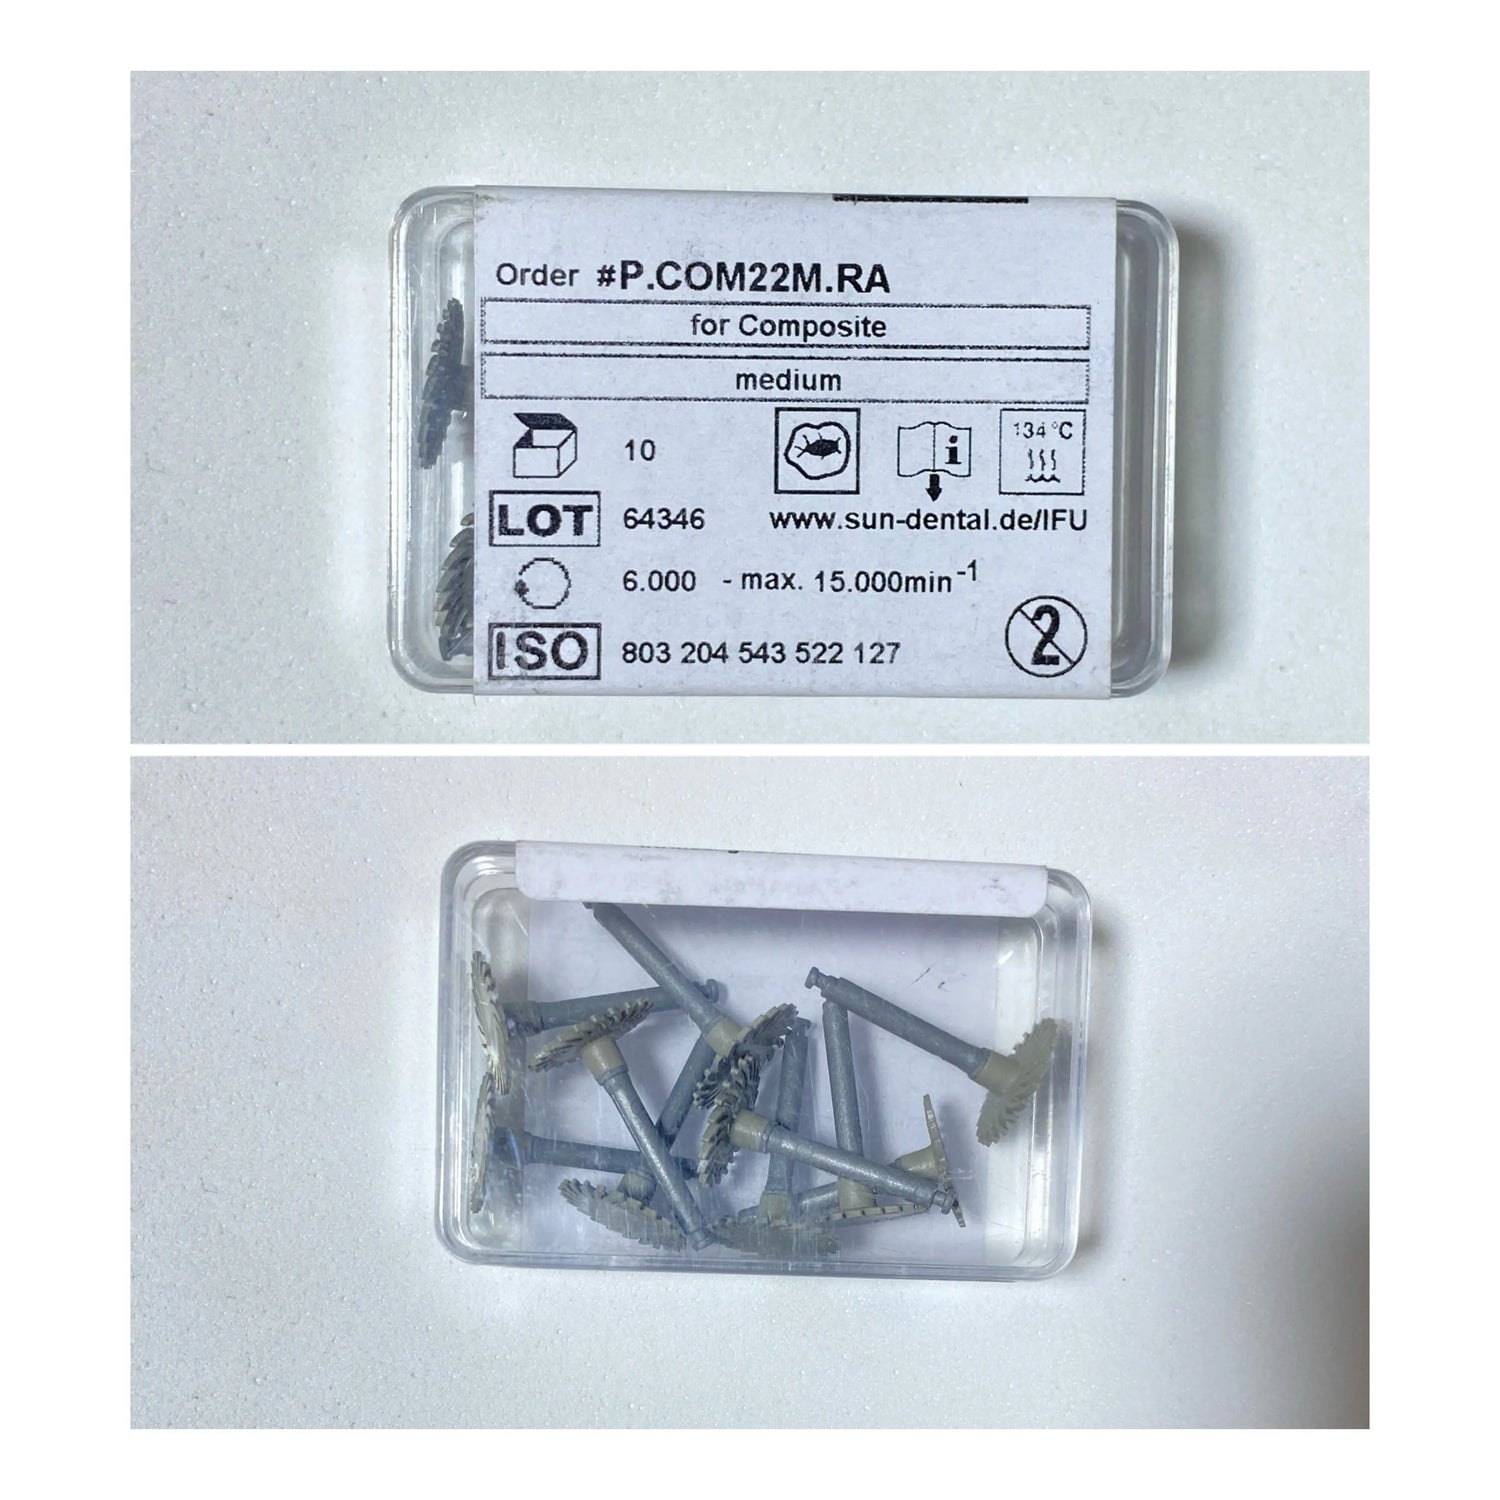 Order #P.COM22M.RA
for Composite
medium
10
134 °C
LOT 64346 www.sun-dental.de/IFU
6.000 - max. 15.000min⁻¹
ISO 803 204 543 522 127
2